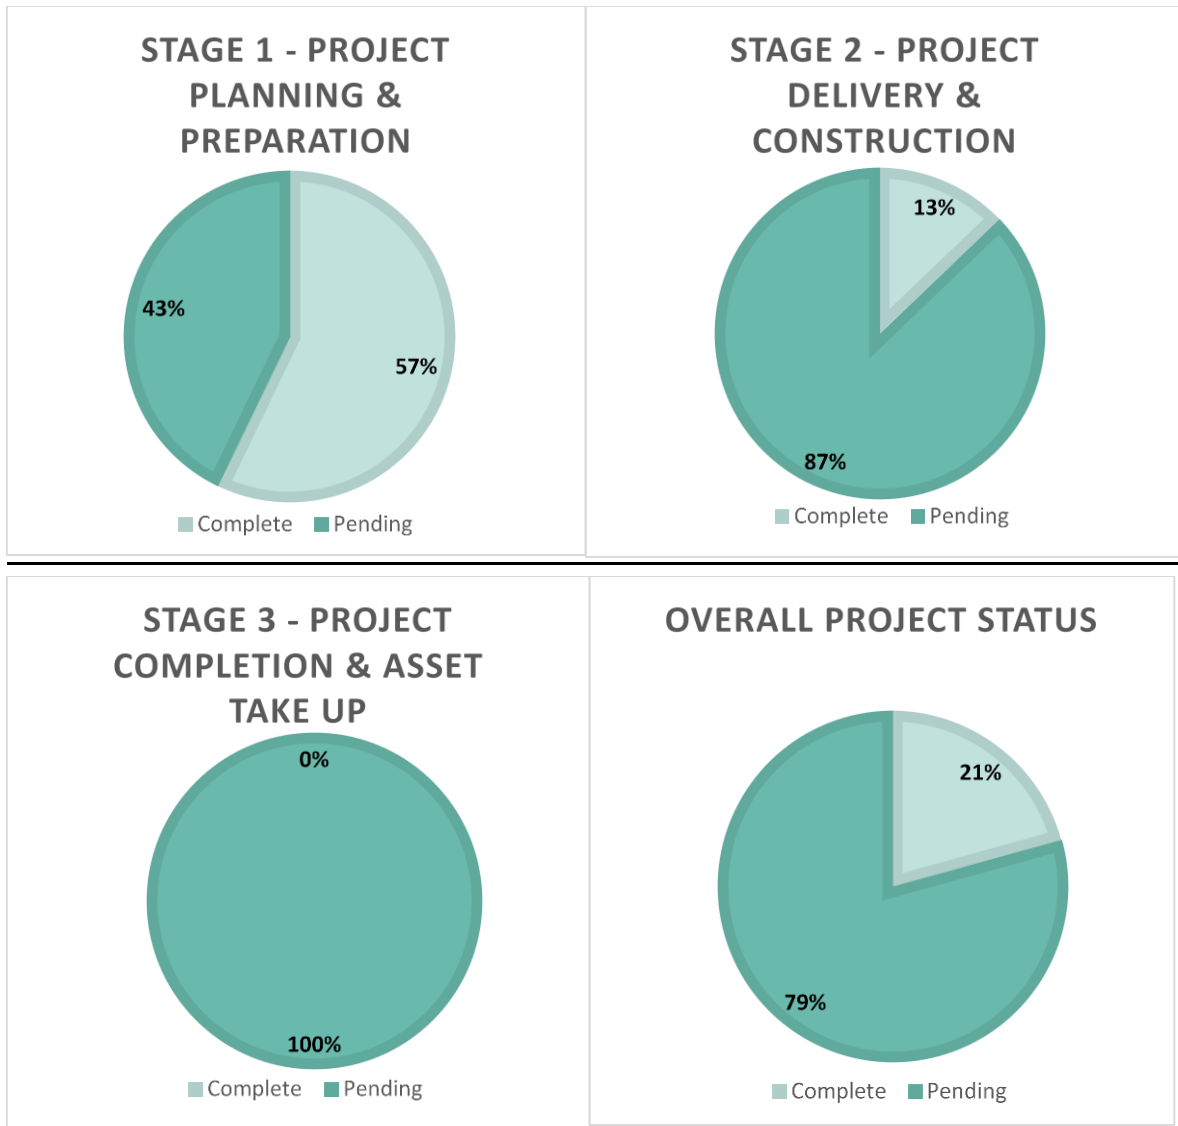 STAGE 1 - PROJECT
PLANNING &
PREPARATION
43%
57%
Complete Pending
STAGE 2 - PROJECT
DELIVERY &
CONSTRUCTION
13%
87%
Complete Pending
STAGE 3 - PROJECT
COMPLETION & ASSET
TAKE UP
0%
100%
Complete Pending
OVERALL PROJECT STATUS
21%
79%
Complete Pending